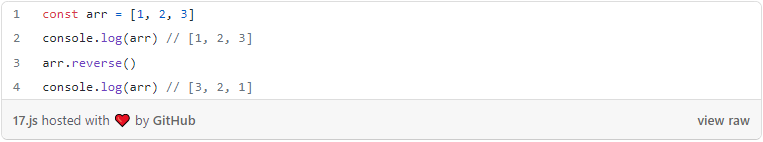 1 const arr = [1, 2, 3]
2 console.log(arr) // [1, 2, 3]
3 arr.reverse()
4 console.log(arr) // [3, 2, 1]
17.js hosted with ❤ by GitHub view raw